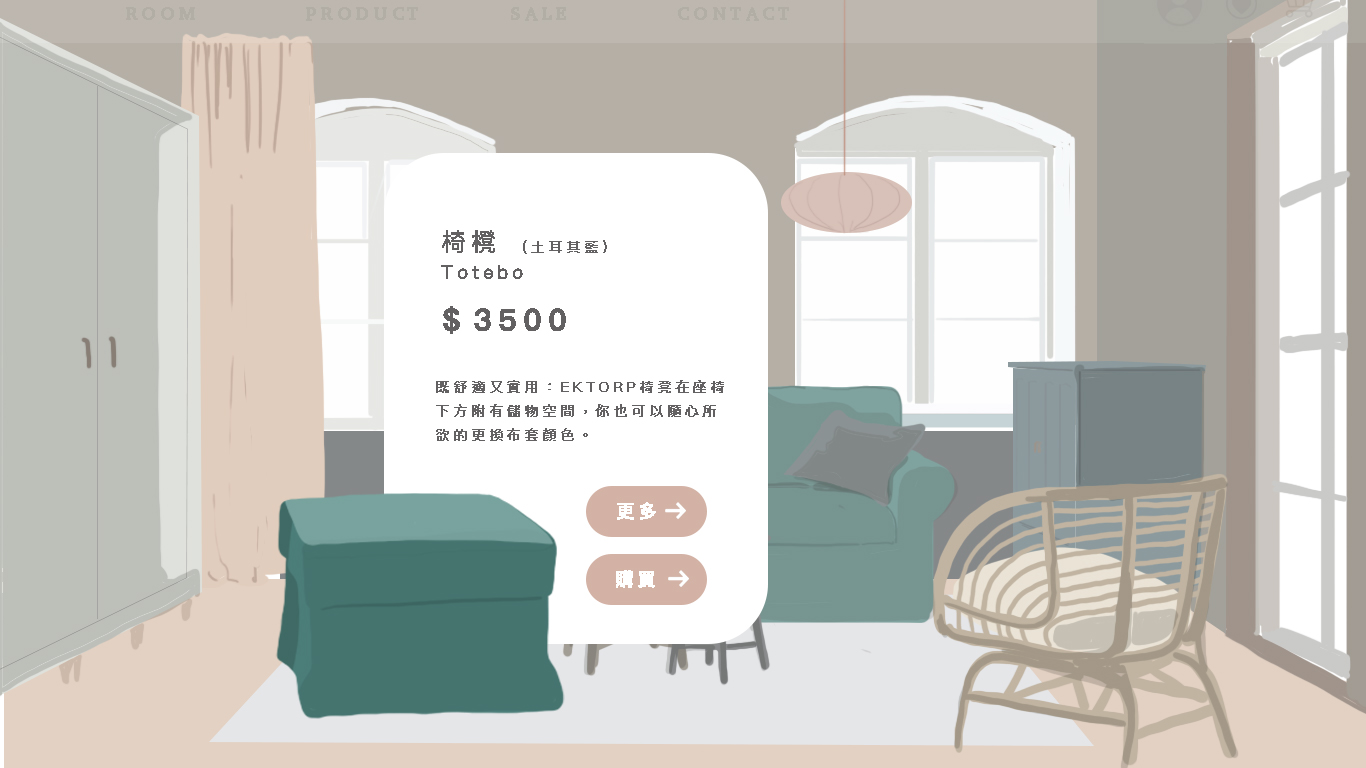 ROOM PRODUCT SALE CONTACT
椅櫈 (土耳其藍)
Totebo
$ 3500
既舒適又實用：EKTORP椅凳在座椅
下方附有儲物空間，你也可以隨心所
欲的更換布套顏色。
更多
購買